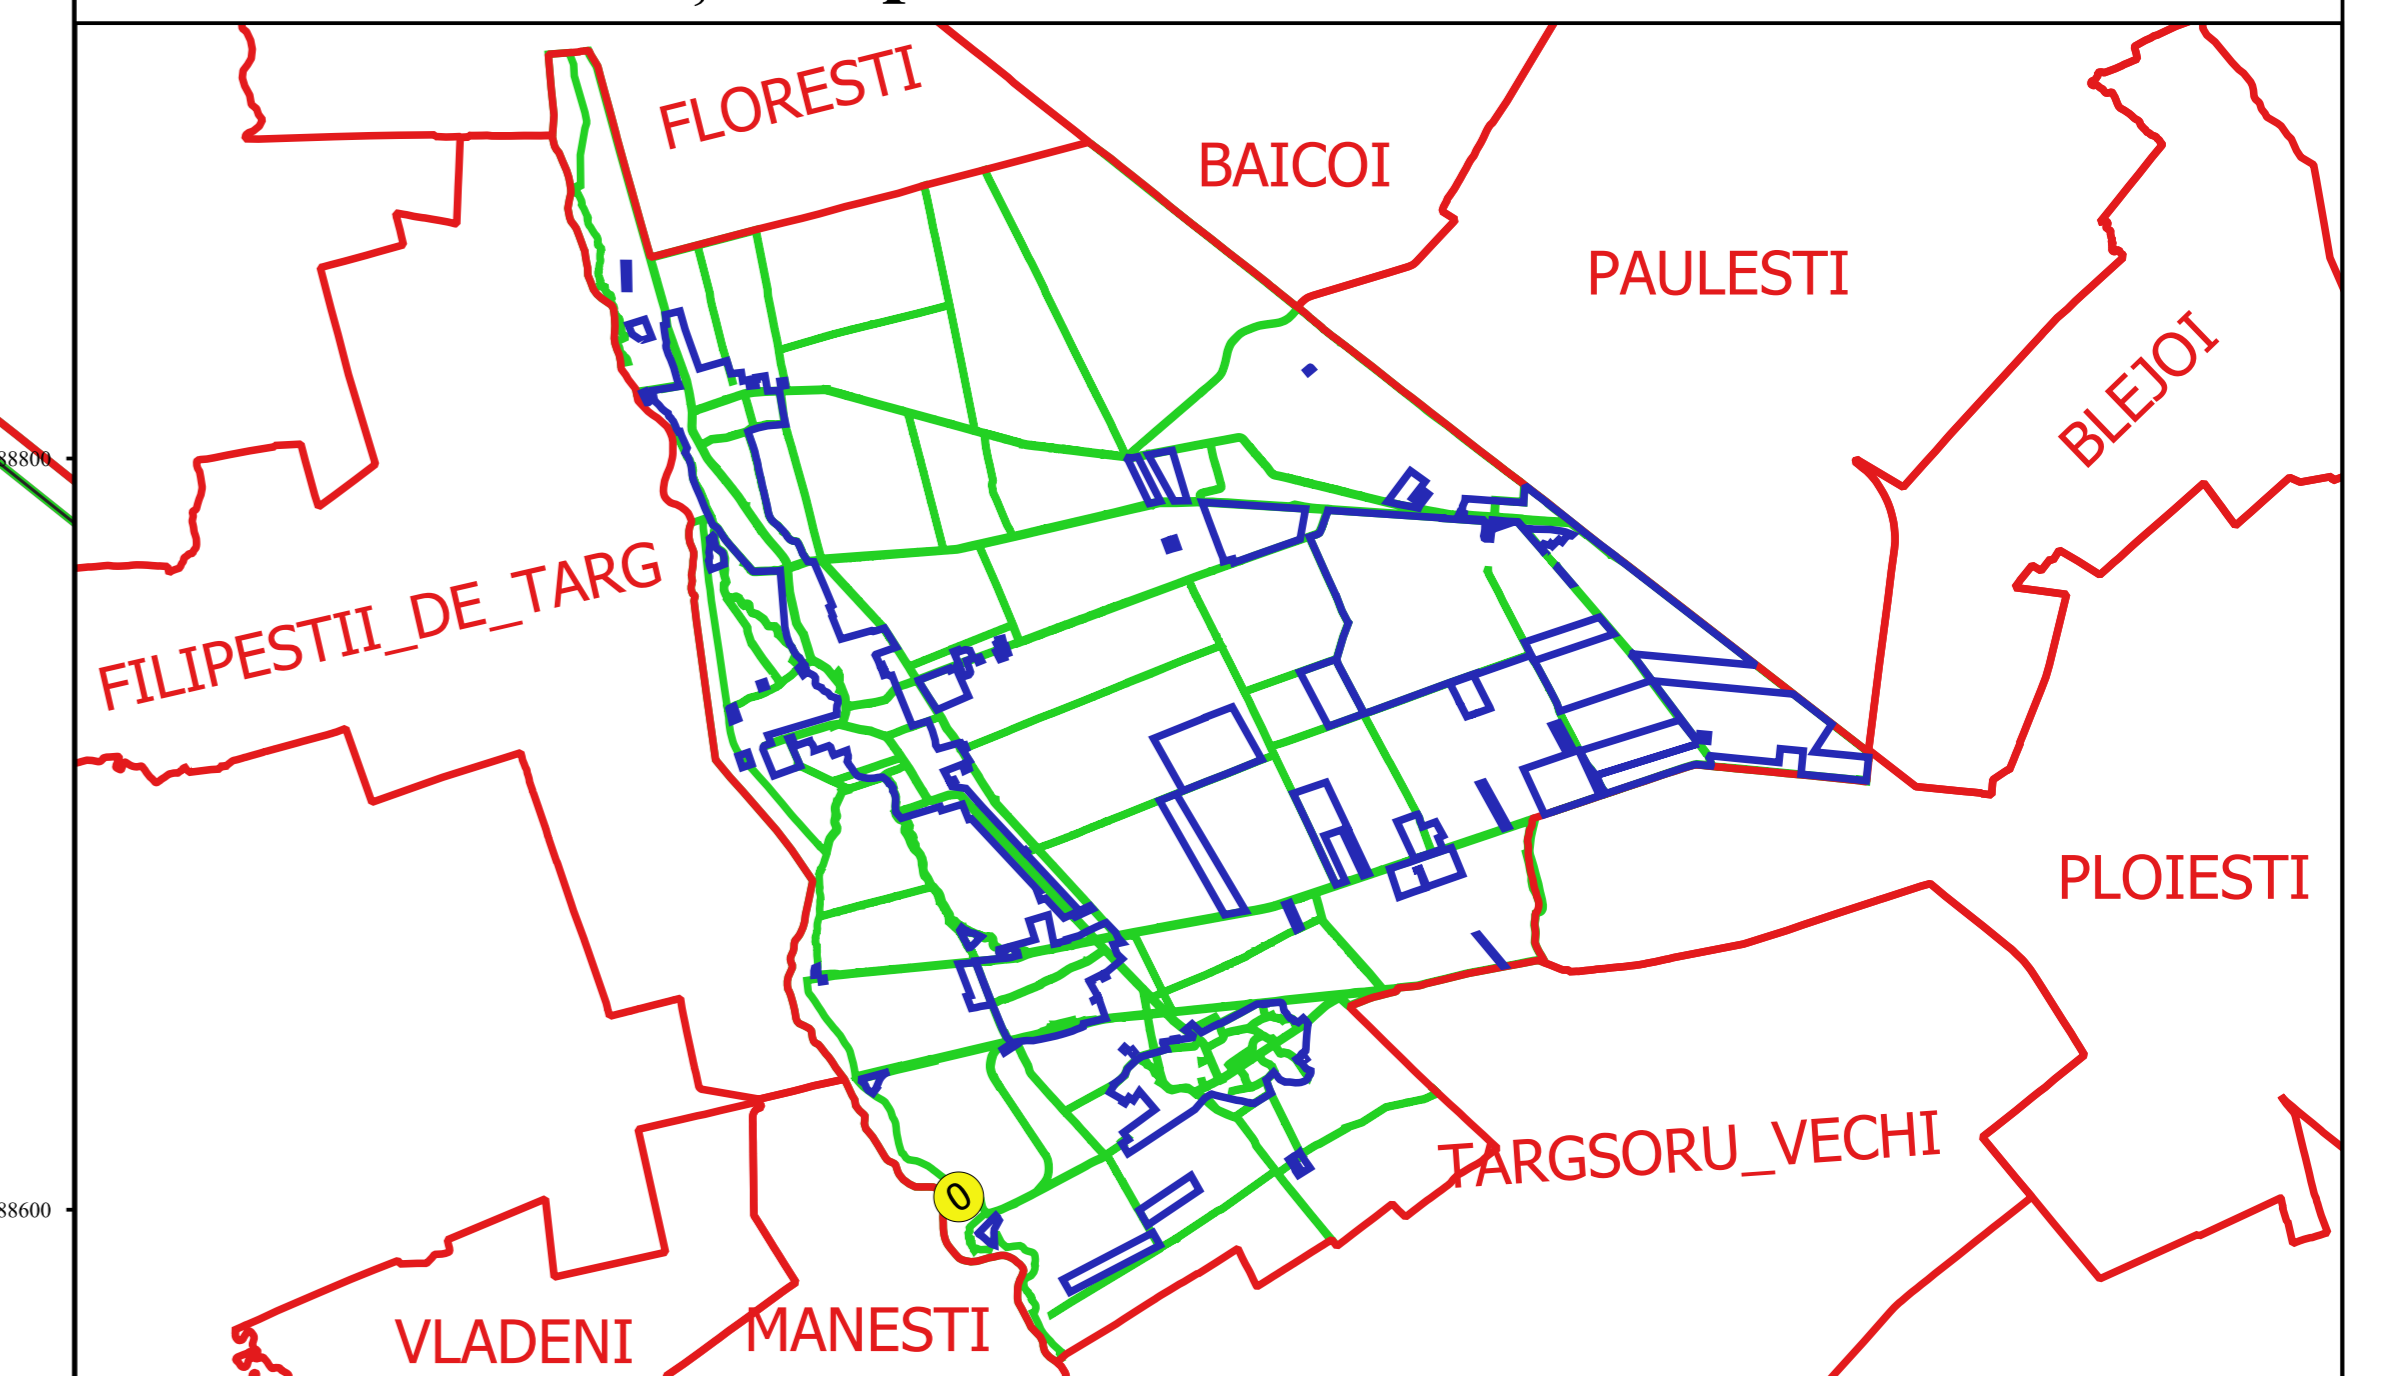 FLORESTI
BAICOI
PAULESTI
BLEJOI
88800
FILIPESTII_DE_TARG
PLOIESTI
TARGSORU_VECHI
0
88600
VLADENI
MANESTI